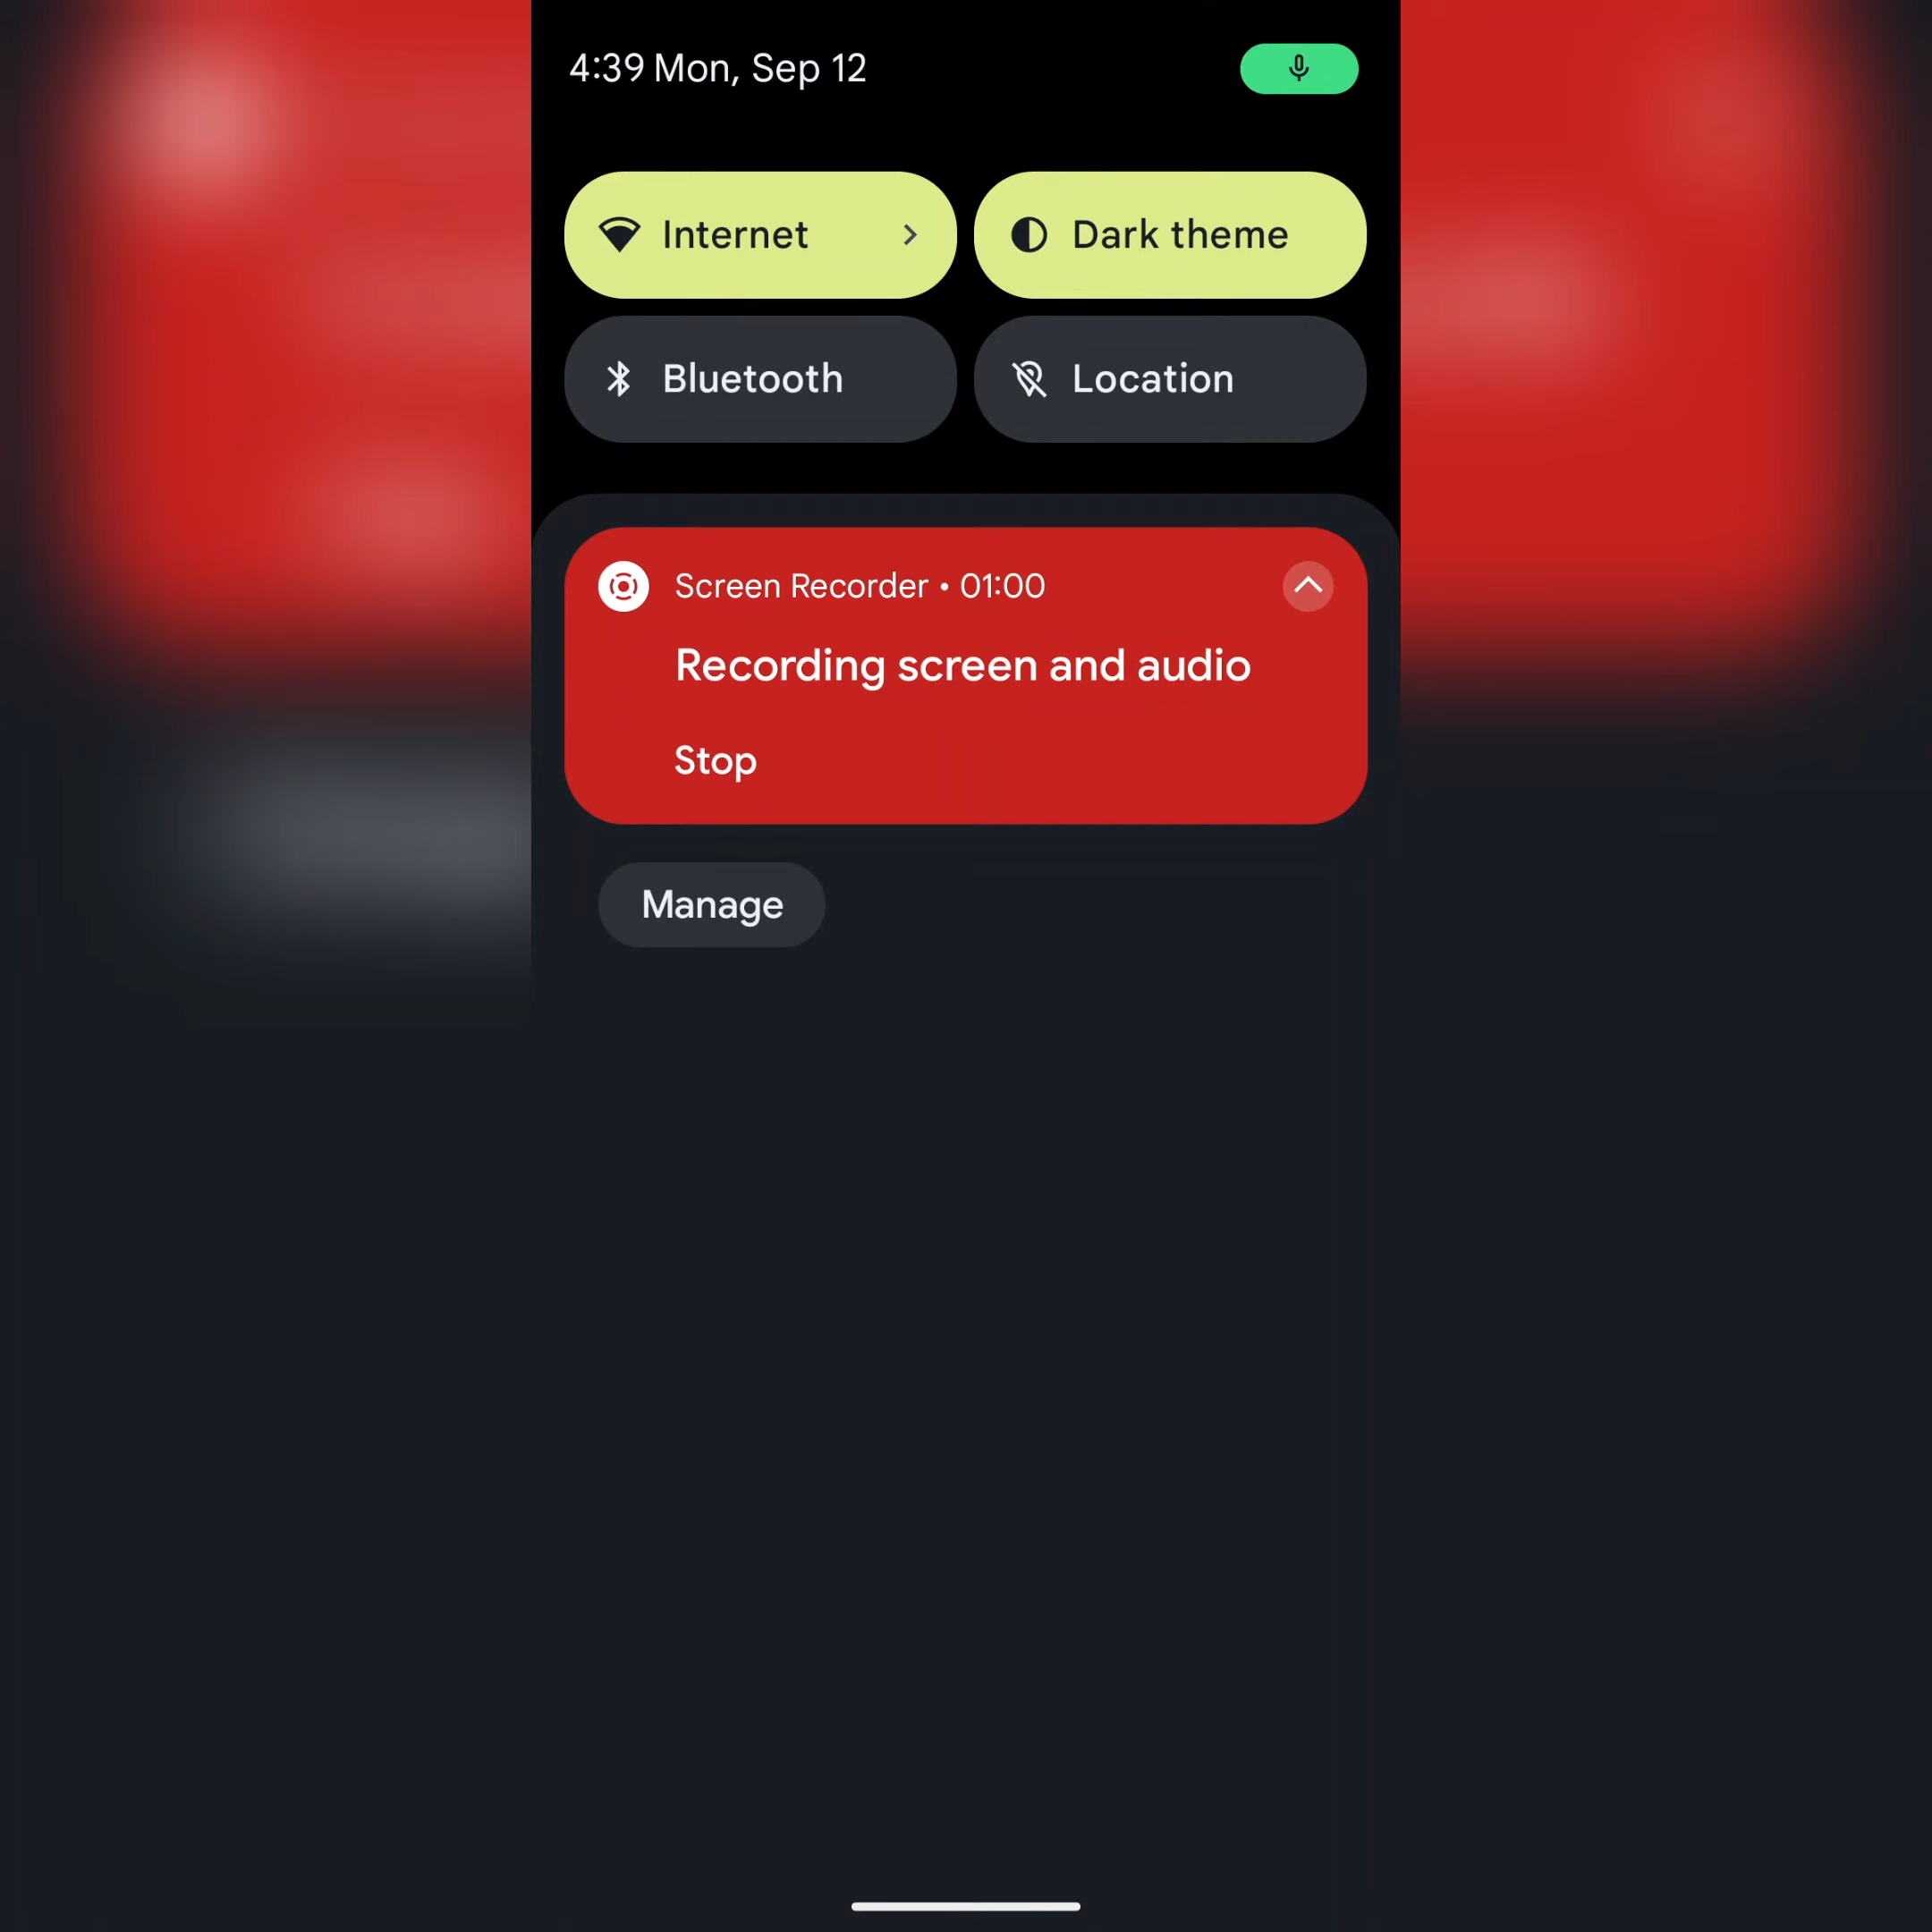 4:39 Mon, Sep 12
Internet
Dark theme
Bluetooth
Location
Screen Recorder • 01:00
Recording screen and audio
Stop
Manage